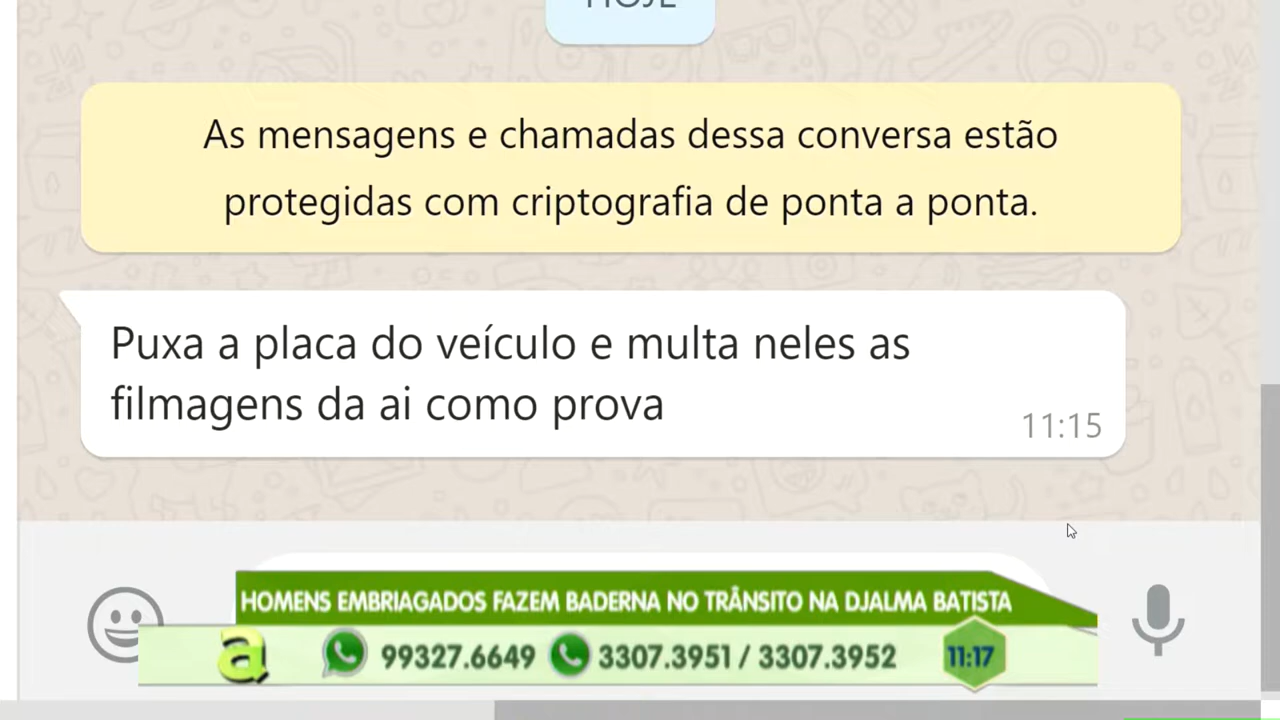 HOJE
As mensagens e chamadas dessa conversa estão
protegidas com criptografia de ponta a ponta.
Puxa a placa do veículo e multa neles as
filmagens da ai como prova
11:15
HOMENS EMBRIAGADOS FAZEM BADERNA NO TRÂNSITO NA DJALMA BATISTA
a 99327.6649 3307.3951 / 3307.3952 11:17